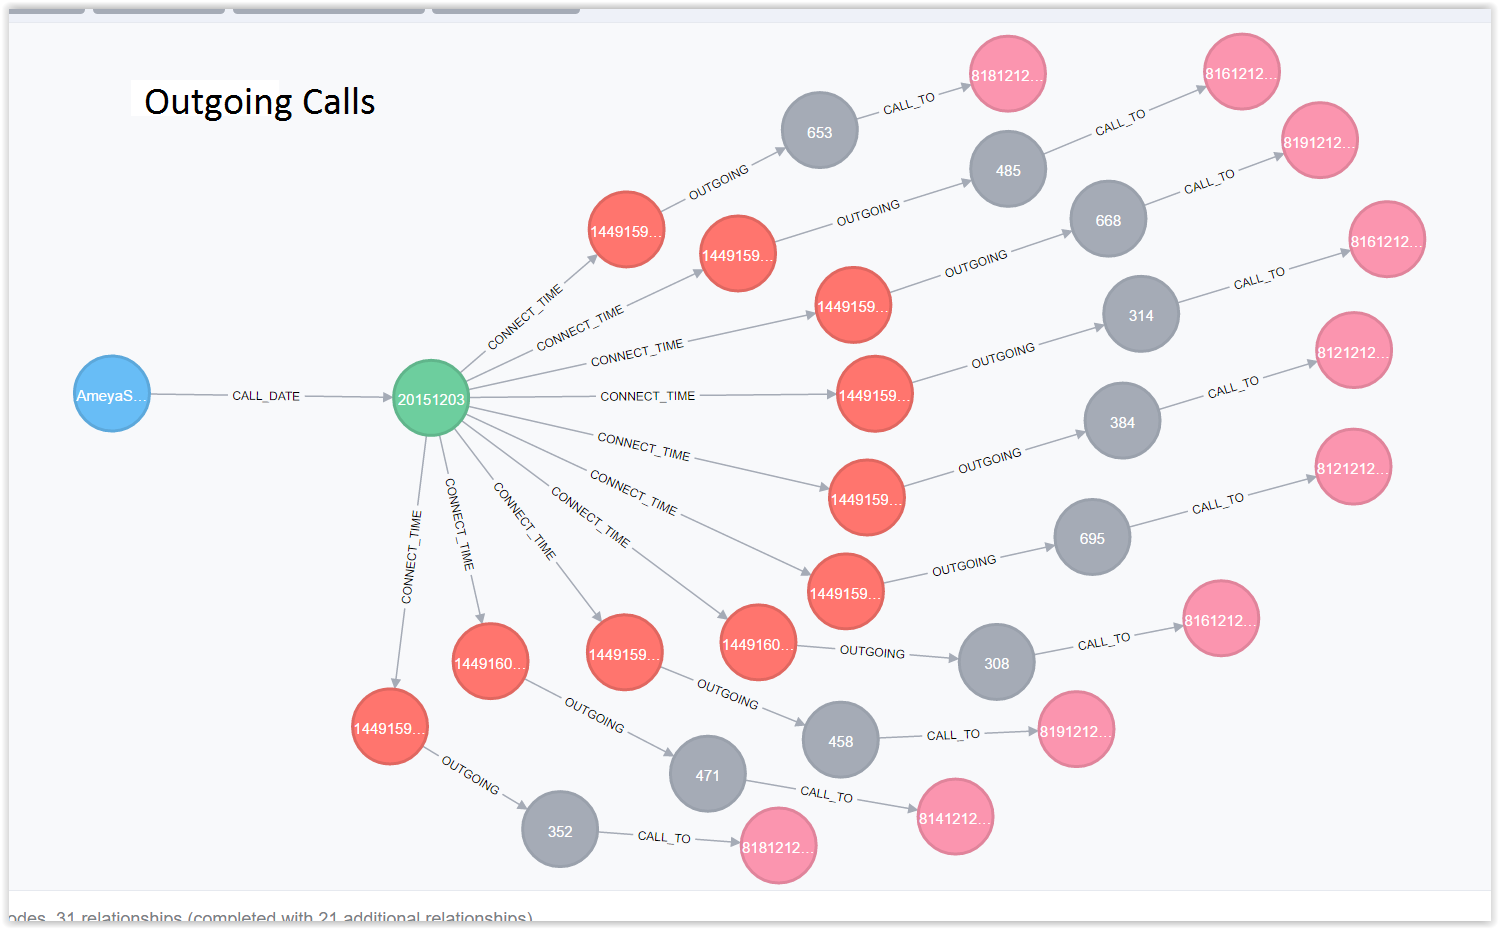 Outgoing Calls
AmeyaS...
CALL_DATE
20151203
CONNECT_TIME
1449159...
OUTGOING
653
CALL_TO
8181212...
CONNECT_TIME
1449159...
OUTGOING
485
CALL_TO
8161212...
CONNECT_TIME
1449159...
OUTGOING
668
CALL_TO
8191212...
CONNECT_TIME
1449159...
OUTGOING
314
CALL_TO
8161212...
CONNECT_TIME
1449159...
OUTGOING
384
CALL_TO
8121212...
CONNECT_TIME
1449159...
OUTGOING
695
CALL_TO
8121212...
CONNECT_TIME
1449160...
OUTGOING
308
CALL_TO
8161212...
CONNECT_TIME
1449159...
OUTGOING
458
CALL_TO
8191212...
CONNECT_TIME
1449160...
OUTGOING
471
CALL_TO
8141212...
CONNECT_TIME
1449159...
OUTGOING
352
CALL_TO
8181212...
odes, 31 relationships (completed with 21 additional relationships)